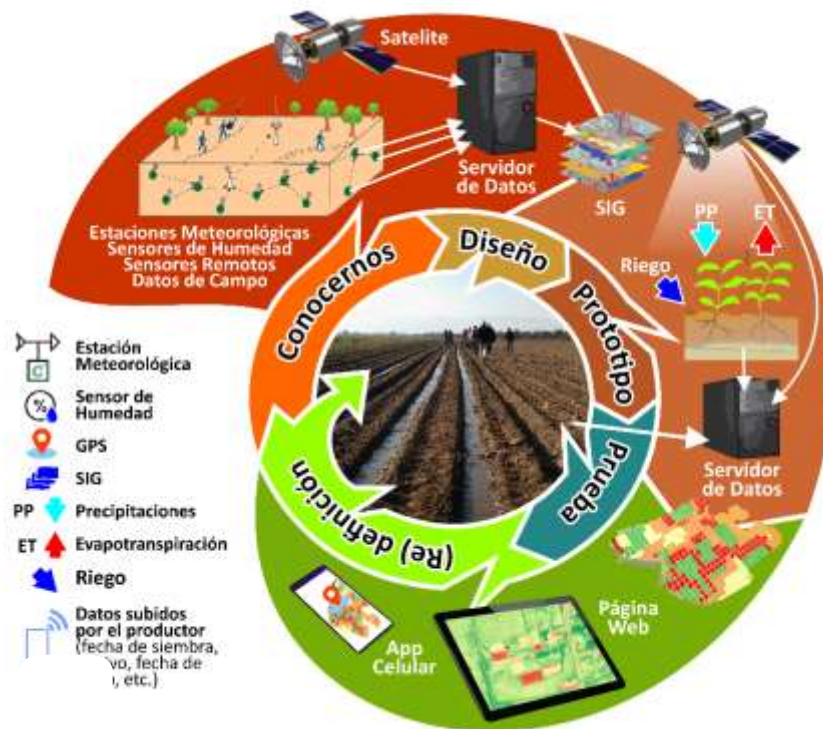 Satelite
Servidor
de Datos
SIG
Estaciones Meteorológicas
Sensores de Humedad
Sensores Remotos
Datos de Campo
PP
ET
Riego
Conocernos
Diseño
Prototipo
Prueba
(Re) definición
Servidor
de Datos
Página
Web
App
Celular
C
Estación
Meteorológica
%
Sensor de
Humedad
GPS
SIG
PP Precipitaciones
ET Evapotranspiración
Riego
Datos subidos
por el productor
(fecha de siembra,
fecha de
etc.)